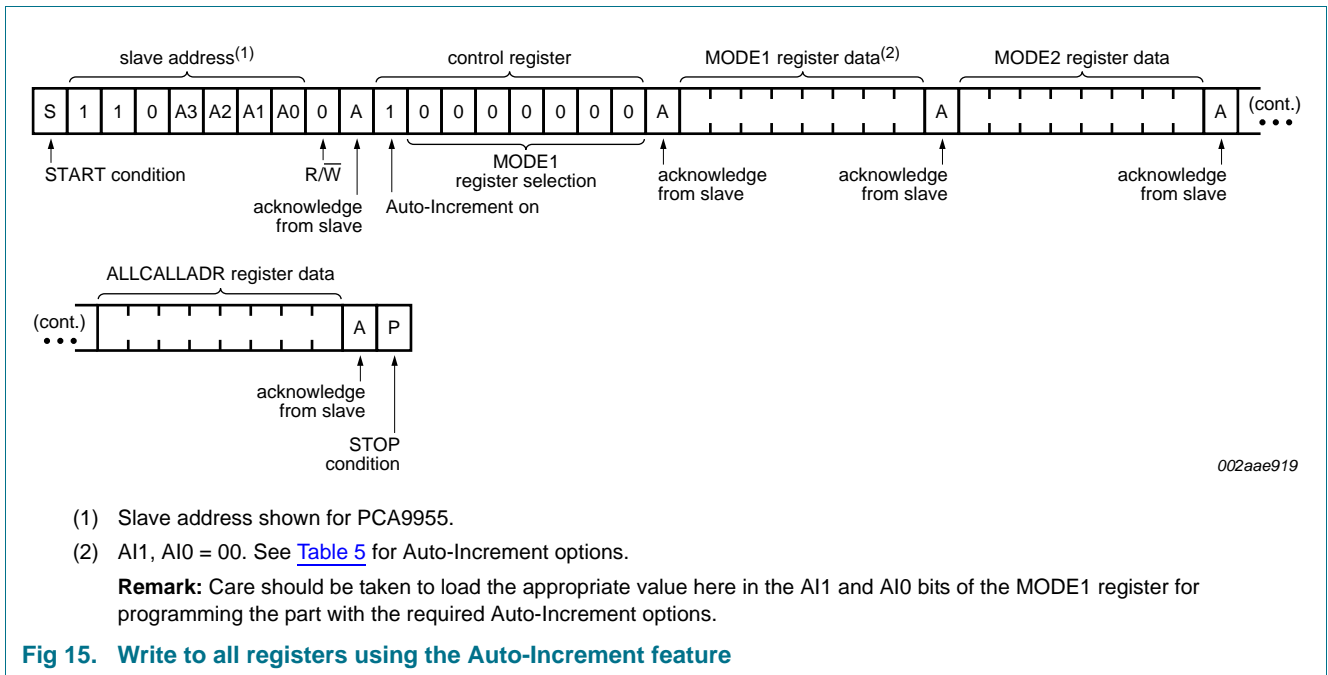 slave address(1)
control register
MODE1 register data(2)
MODE2 register data
S 1 1 0 A3 A2 A1 A0 0 A 1 0 0 0 0 0 0 0 A A A (cont.)
START condition
R/W̅
acknowledge
from slave
Auto-Increment on
MODE1
register selection
acknowledge
from slave
acknowledge
from slave
acknowledge
from slave
ALLCALLADR register data
(cont.) A P
acknowledge
from slave
STOP
condition
002aae919
(1) Slave address shown for PCA9955.
(2) AI1, AI0 = 00. See Table 5 for Auto-Increment options.
Remark: Care should be taken to load the appropriate value here in the AI1 and AI0 bits of the MODE1 register for
programming the part with the required Auto-Increment options.
Fig 15. Write to all registers using the Auto-Increment feature